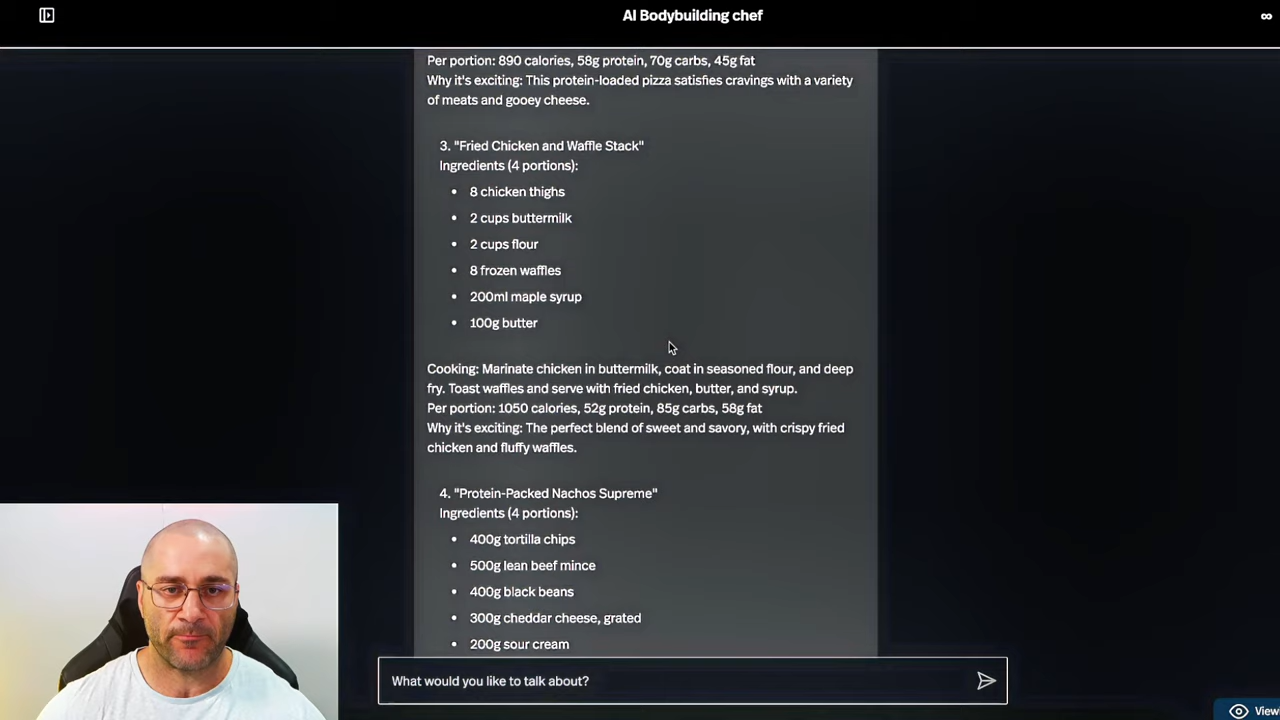 AI Bodybuilding chef
Per portion: 890 calories, 58g protein, 70g carbs, 45g fat
Why it's exciting: This protein-loaded pizza satisfies cravings with a variety
of meats and gooey cheese.
3. "Fried Chicken and Waffle Stack"
Ingredients (4 portions):
• 8 chicken thighs
• 2 cups buttermilk
• 2 cups flour
• 8 frozen waffles
• 200ml maple syrup
• 100g butter
Cooking: Marinate chicken in buttermilk, coat in seasoned flour, and deep
fry. Toast waffles and serve with fried chicken, butter, and syrup.
Per portion: 1050 calories, 52g protein, 85g carbs, 58g fat
Why it's exciting: The perfect blend of sweet and savory, with crispy fried
chicken and fluffy waffles.
4. "Protein-Packed Nachos Supreme"
Ingredients (4 portions):
• 400g tortilla chips
• 500g lean beef mince
• 400g black beans
• 300g cheddar cheese, grated
• 200g sour cream
What would you like to talk about?
View